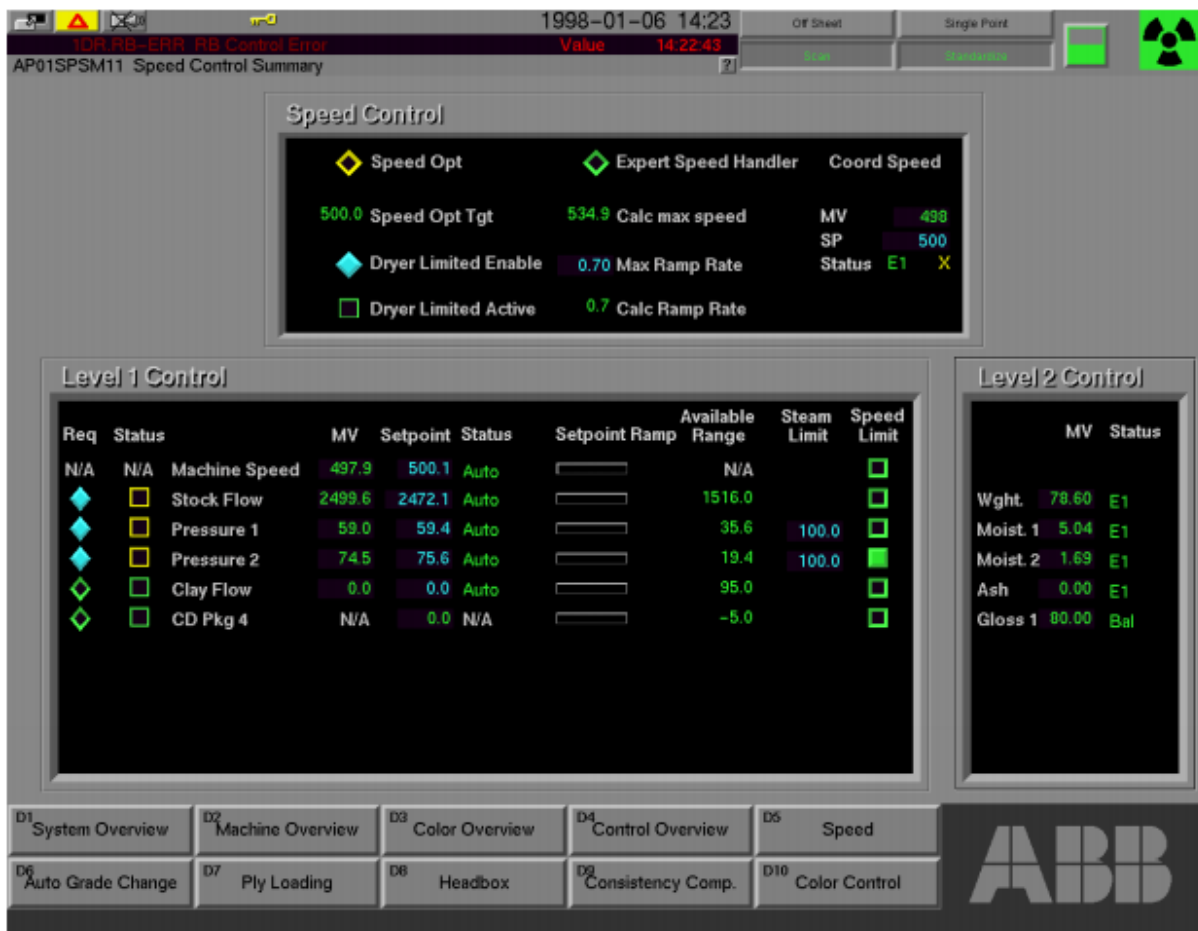 1998-01-06 14:23
Off Sheet
Single Point
1DR.RB-ERR RB Control Error Value 14:22:43
Scan
Standardize
AP01SPSM11 Speed Control Summary ?
Speed Control
Speed Opt Expert Speed Handler Coord Speed
500.0 Speed Opt Tgt 534.9 Calc max speed MV 498
SP 500
Dryer Limited Enable 0.70 Max Ramp Rate Status E1 X
Dryer Limited Active 0.7 Calc Ramp Rate
Level 1 Control
Req Status MV Setpoint Status Setpoint Ramp Available Range Steam Limit Speed Limit
N/A N/A Machine Speed 497.9 500.1 Auto N/A
Stock Flow 2499.6 2472.1 Auto 1516.0
Pressure 1 59.0 59.4 Auto 35.6 100.0
Pressure 2 74.5 75.6 Auto 19.4 100.0
Clay Flow 0.0 0.0 Auto 95.0
CD Pkg 4 N/A 0.0 N/A -5.0
Level 2 Control
MV Status
Wght. 78.60 E1
Moist. 1 5.04 E1
Moist. 2 1.69 E1
Ash 0.00 E1
Gloss 1 80.00 Bal
D1 System Overview
D2 Machine Overview
D3 Color Overview
D4 Control Overview
D5 Speed
D6 Auto Grade Change
D7 Ply Loading
D8 Headbox
D9 Consistency Comp.
D10 Color Control
ABB